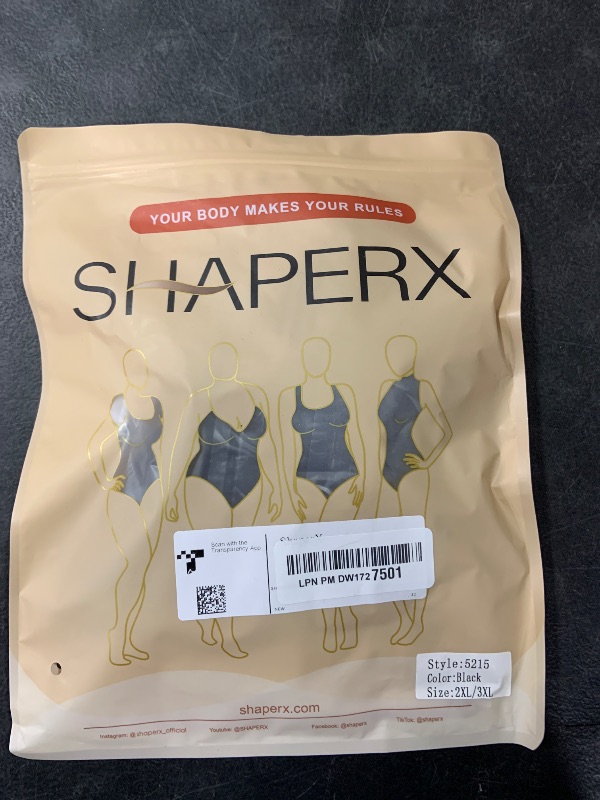 YOUR BODY MAKES YOUR RULES
SHAPERX
Scan with the
Transparency App
LPN PM DW172 7501
NEW
Style:5215
Color:Black
Size:2XL/3XL
shaperx.com
Instagram: @shaperx_official Youtube: @SHAPERX Facebook: @shaperx TikTok: @shaperx